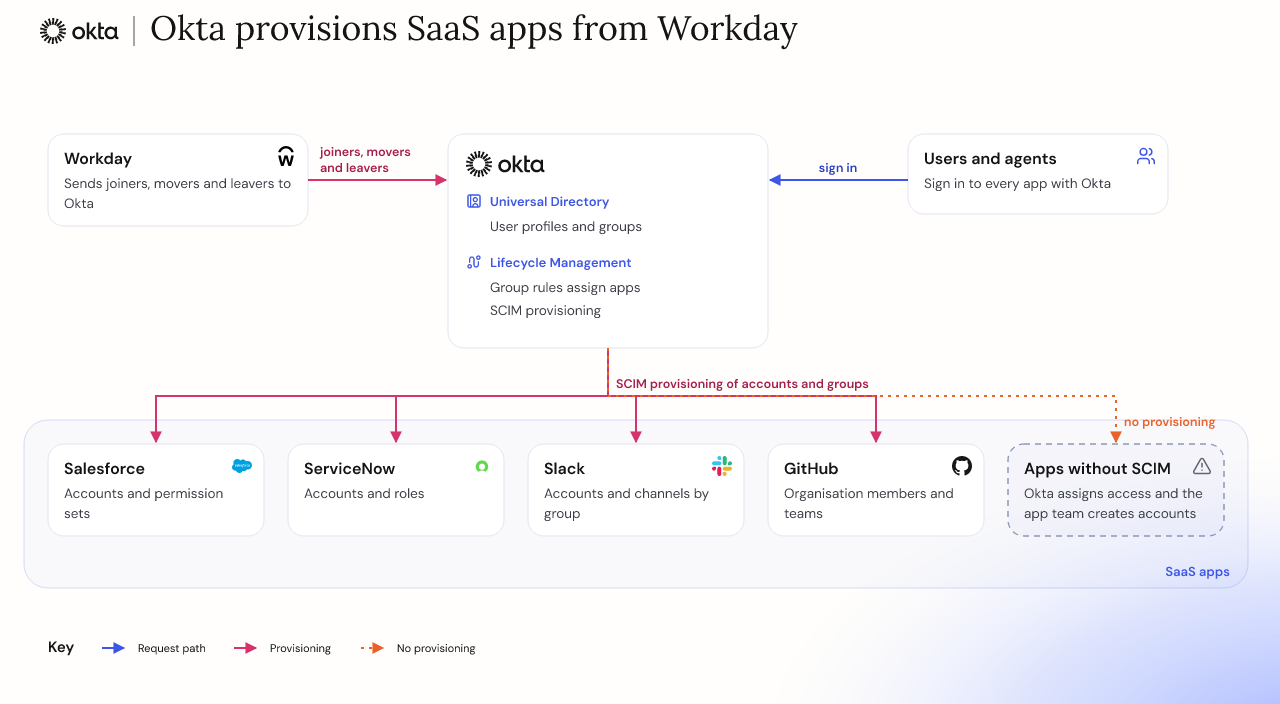 okta
Okta provisions SaaS apps from Workday
Workday
Sends joiners, movers and leavers to
Okta
joiners, movers
and leavers
okta
Universal Directory
User profiles and groups
Lifecycle Management
Group rules assign apps
SCIM provisioning
sign in
Users and agents
Sign in to every app with Okta
SCIM provisioning of accounts and groups
no provisioning
Salesforce
Accounts and permission
sets
ServiceNow
Accounts and roles
Slack
Accounts and channels by
group
GitHub
Organisation members and
teams
Apps without SCIM
Okta assigns access and the
app team creates accounts
SaaS apps
Key
Request path
Provisioning
No provisioning